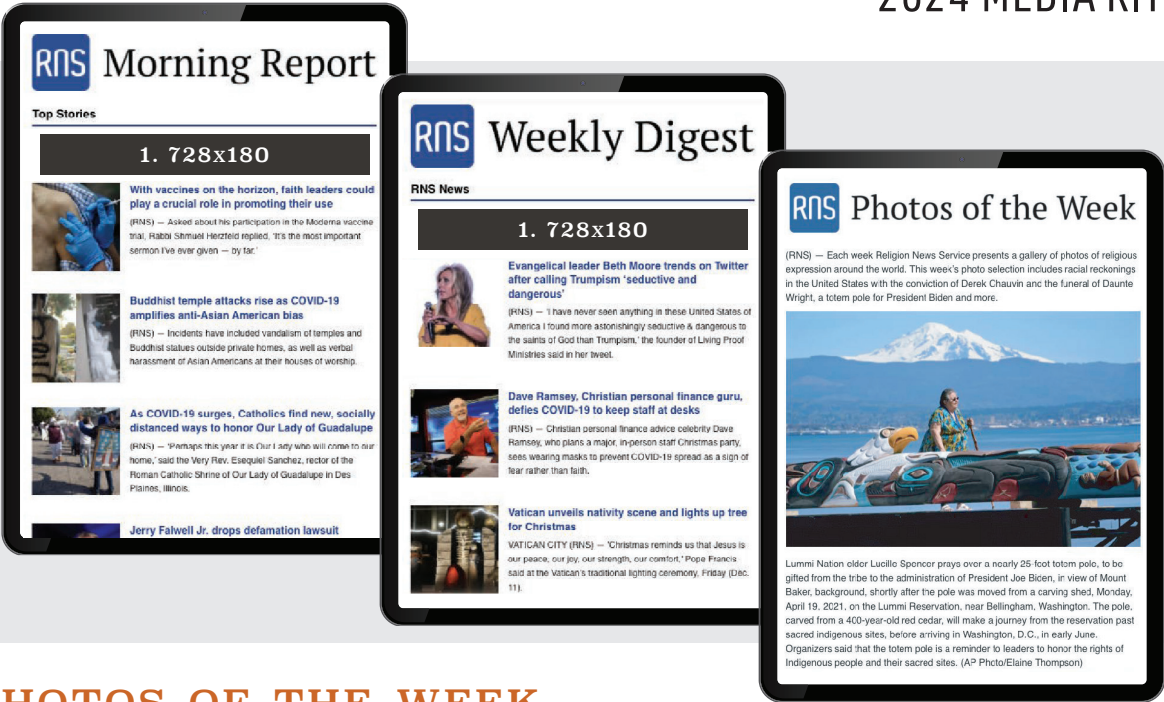 2024 MEDIA KIT
RNS Morning Report
Top Stories
1. 728x180
With vaccines on the horizon, faith leaders could
play a crucial role in promoting their use
(RNS) — Asked about his participation in the Moderna vaccine
trial, Rabbi Shmuel Herzfeld replied, 'It's the most important
sermon I've ever given — by far.'
Buddhist temple attacks rise as COVID-19
amplifies anti-Asian American bias
(RNS) — Incidents have included vandalism of temples and
Buddhist statues outside private homes, as well as verbal
harassment of Asian Americans at their houses of worship.
As COVID-19 surges, Catholics find new, socially
distanced ways to honor Our Lady of Guadalupe
(RNS) — 'Perhaps this year it is Our Lady who will come to our
home,' said the Very Rev. Esequiel Sanchez, rector of the
Roman Catholic Shrine of Our Lady of Guadalupe in Des
Plaines, Illinois.
Jerry Falwell Jr. drops defamation lawsuit
RNS Weekly Digest
RNS News
1. 728x180
Evangelical leader Beth Moore trends on Twitter
after calling Trumpism 'seductive and
dangerous'
(RNS) — 'I have never seen anything in these United States of
America I found more astonishingly seductive & dangerous to
the saints of God than Trumpism,' the founder of Living Proof
Ministries said in her tweet.
Dave Ramsey, Christian personal finance guru,
defies COVID-19 to keep staff at desks
(RNS) — Christian personal finance advice celebrity Dave
Ramsey, who plans a major, in-person staff Christmas party,
sees wearing masks to prevent COVID-19 spread as a sign of
fear rather than faith.
Vatican unveils nativity scene and lights up tree
for Christmas
VATICAN CITY (RNS) — 'Christmas reminds us that Jesus is
our peace, our joy, our strength, our comfort,' Pope Francis
said at the Vatican's traditional lighting ceremony, Friday (Dec.
11).
RNS Photos of the Week
(RNS) — Each week Religion News Service presents a gallery of photos of religious
expression around the world. This week's photo selection includes racial reckonings
in the United States with the conviction of Derek Chauvin and the funeral of Daunte
Wright, a totem pole for President Biden and more.
Lummi Nation elder Lucille Spencer prays over a nearly 25-foot totem pole, to be
gifted from the tribe to the administration of President Joe Biden, in view of Mount
Baker, background, shortly after the pole was moved from a carving shed, Monday,
April 19, 2021, on the Lummi Reservation, near Bellingham, Washington. The pole,
carved from a 400-year-old red cedar, will make a journey from the reservation past
sacred indigenous sites, before arriving in Washington, D.C., in early June.
Organizers said that the totem pole is a reminder to leaders to honor the rights of
Indigenous people and their sacred sites. (AP Photo/Elaine Thompson)
HOTOS OF THE WEEK